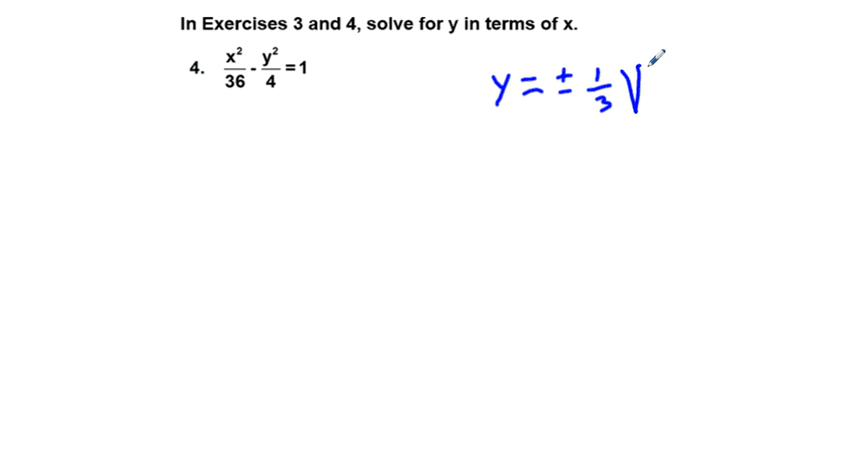 In Exercises 3 and 4, solve for y in terms of x.
4. x²/36 - y²/4 = 1
y = ± 1/3 √